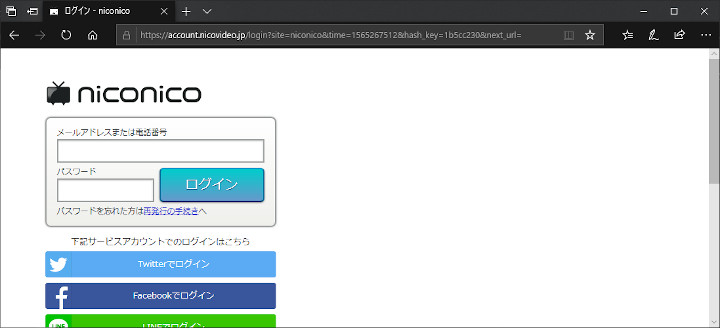 ログイン - niconico
https://account.nicovideo.jp/login?site=niconico&time=1565267512&hash_key=1b5cc230&next_url=
niconico
メールアドレスまたは電話番号
パスワード
ログイン
パスワードを忘れた方は再発行の手続きへ
下記サービスアカウントでのログインはこちら
Twitterでログイン
Facebookでログイン
LINE LINEでログイン